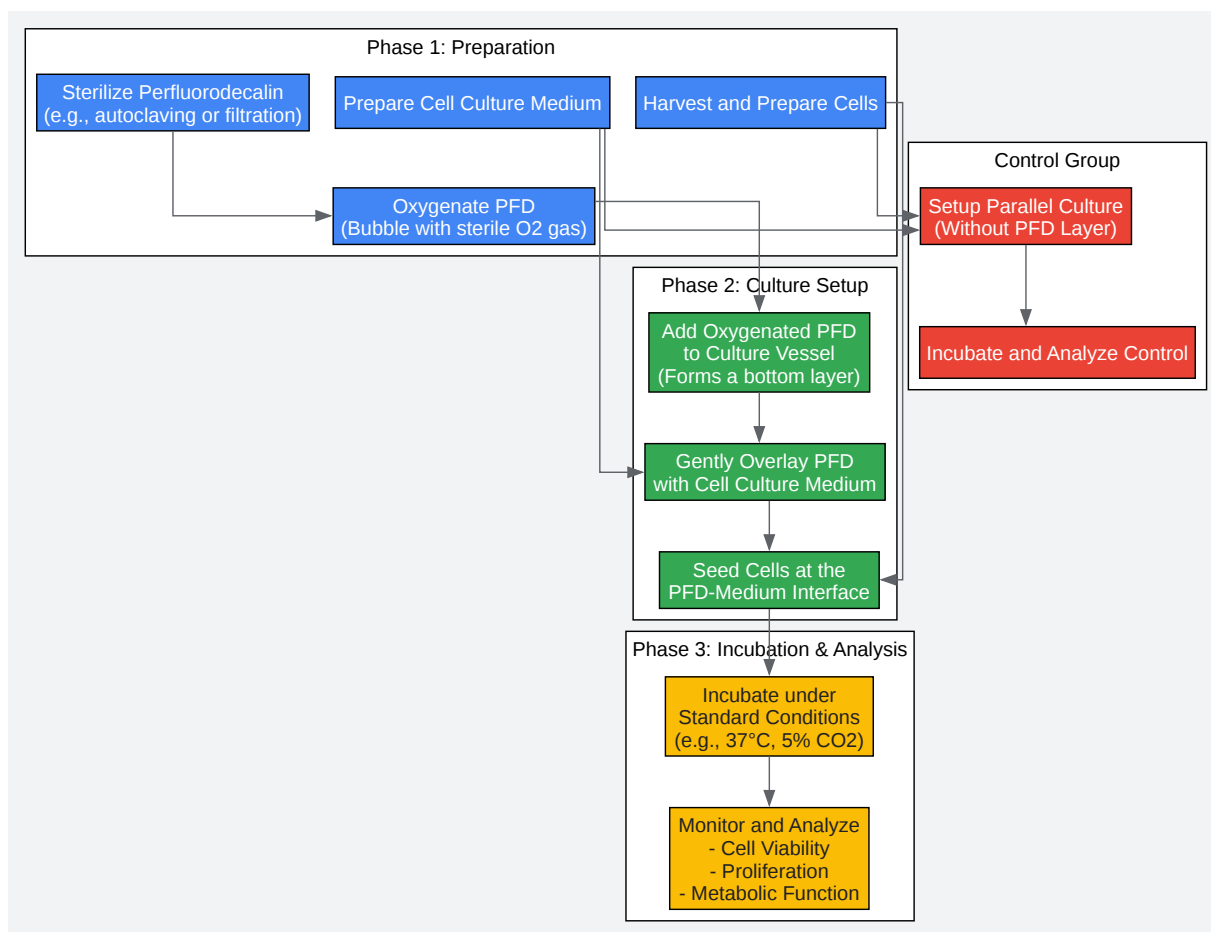 Phase 1: Preparation
Sterilize Perfluorodecalin
(e.g., autoclaving or filtration)
Prepare Cell Culture Medium
Harvest and Prepare Cells
Oxygenate PFD
(Bubble with sterile O2 gas)
Control Group
Setup Parallel Culture
(Without PFD Layer)
Incubate and Analyze Control
Phase 2: Culture Setup
Add Oxygenated PFD
to Culture Vessel
(Forms a bottom layer)
Gently Overlay PFD
with Cell Culture Medium
Seed Cells at the
PFD-Medium Interface
Phase 3: Incubation & Analysis
Incubate under
Standard Conditions
(e.g., 37°C, 5% CO2)
Monitor and Analyze
- Cell Viability
- Proliferation
- Metabolic Function